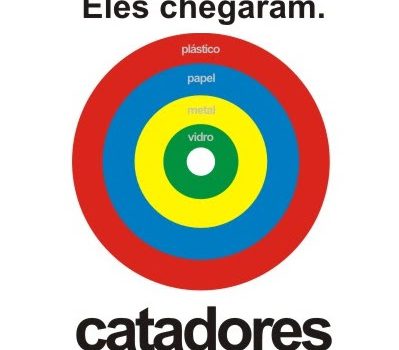 Eles chegaram.
plástico
papel
metal
vidro
catadores